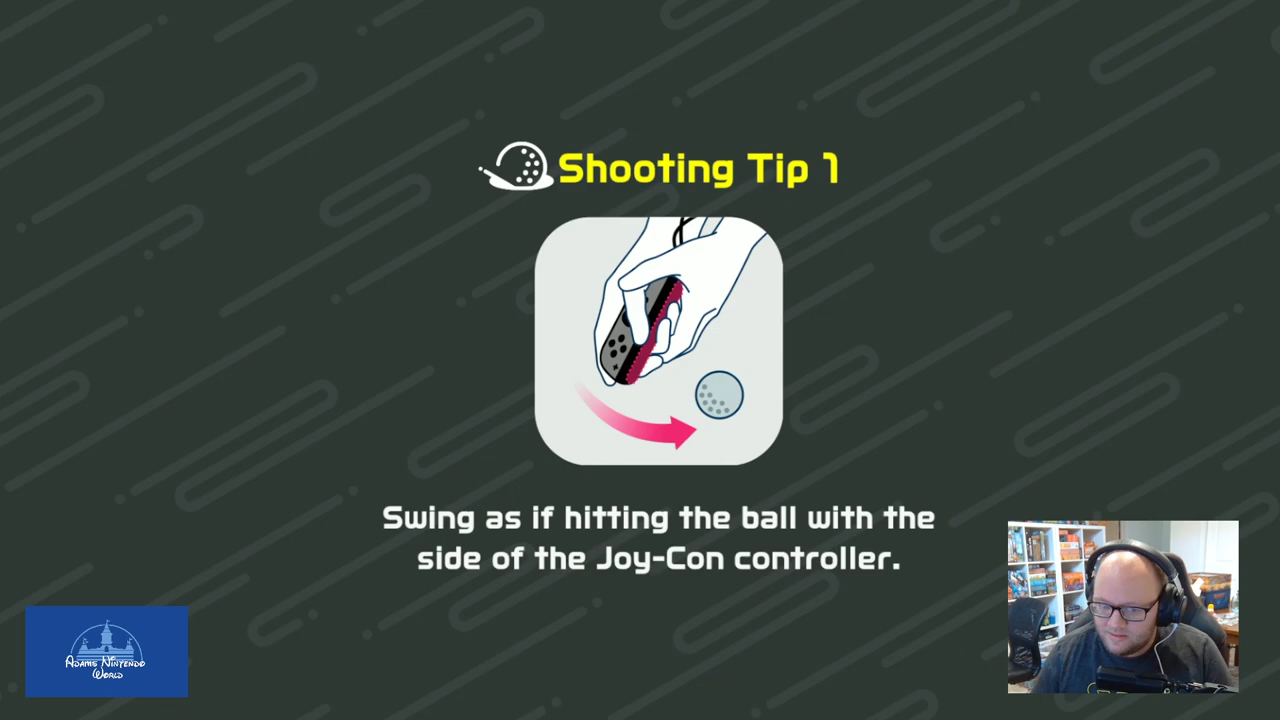 Shooting Tip 1
Swing as if hitting the ball with the
side of the Joy-Con controller.
Adams Nintendo
World